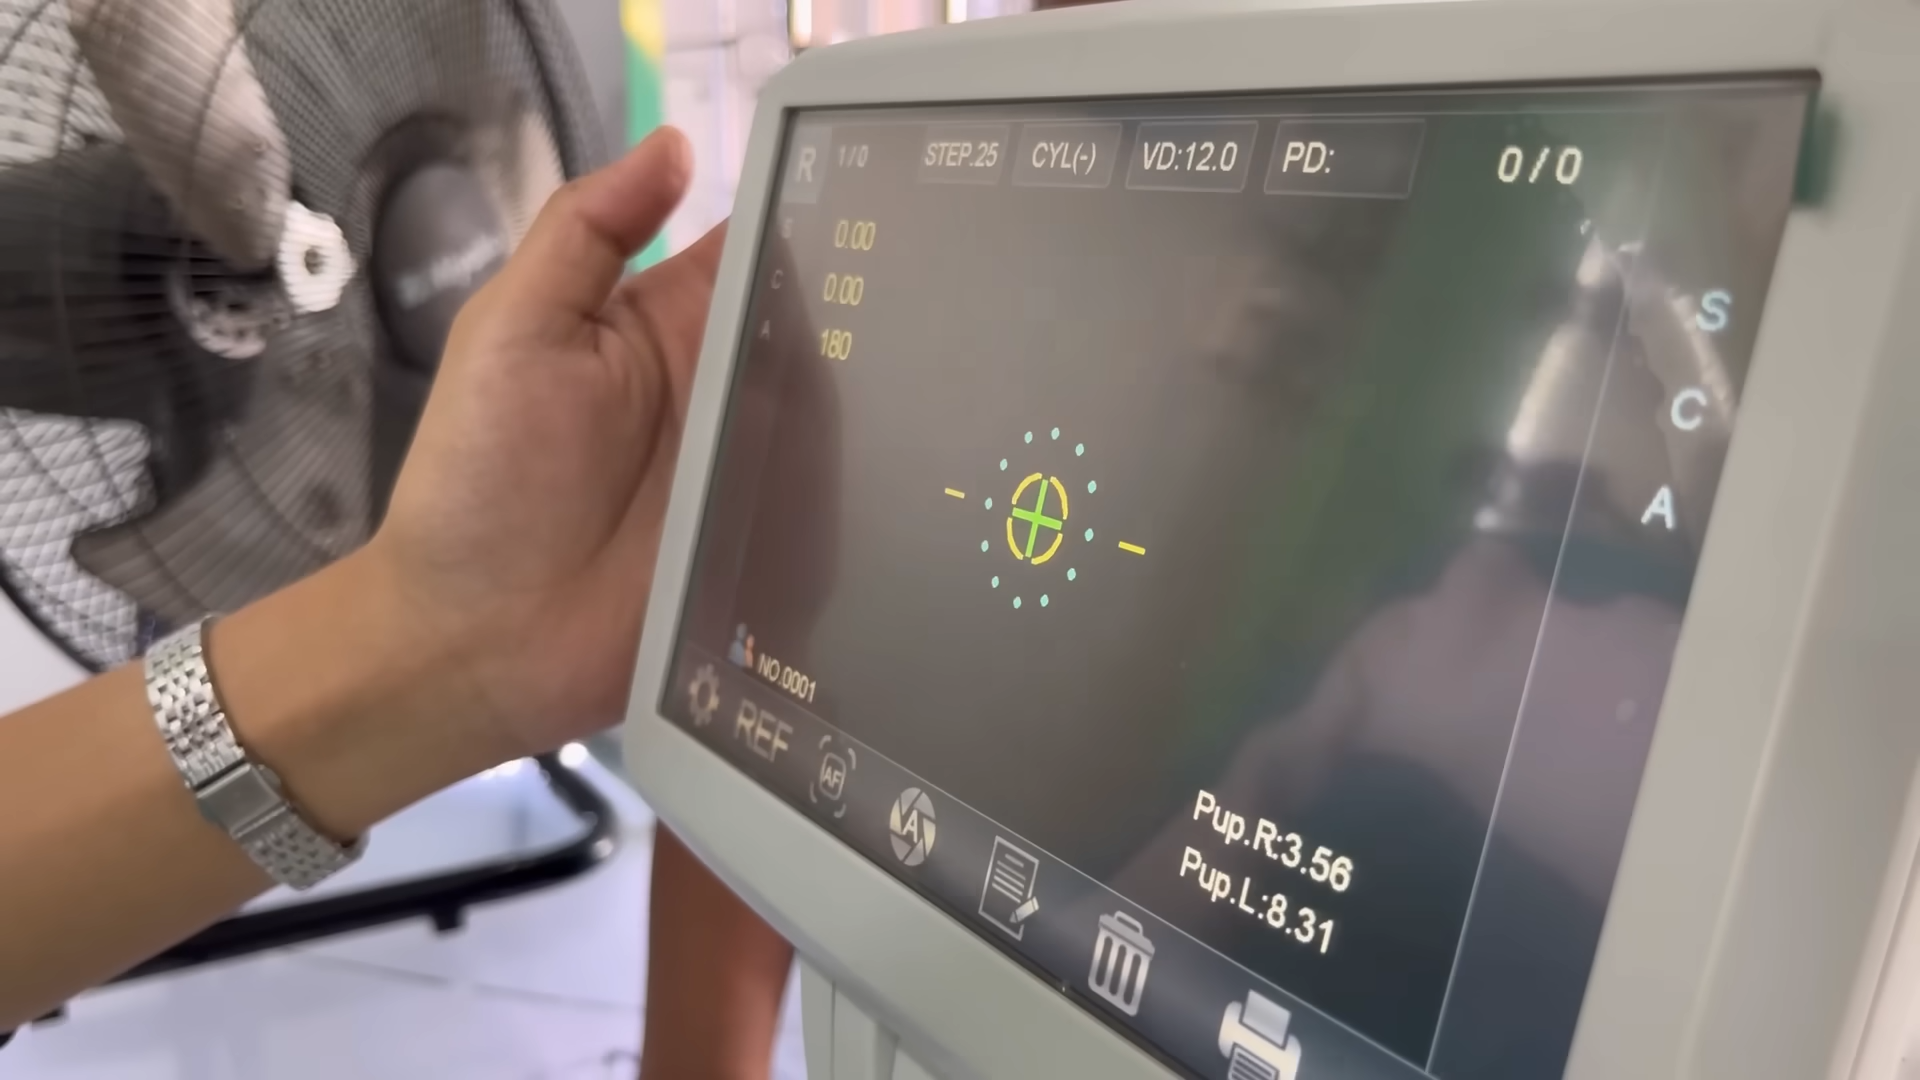 R 1/0 STEP.25 CYL(-) VD:12.0 PD: 0/0
S 0.00
C 0.00
A 180
S
C
A
NO.0001
REF
AF
A
Pup.R:3.56
Pup.L:8.31